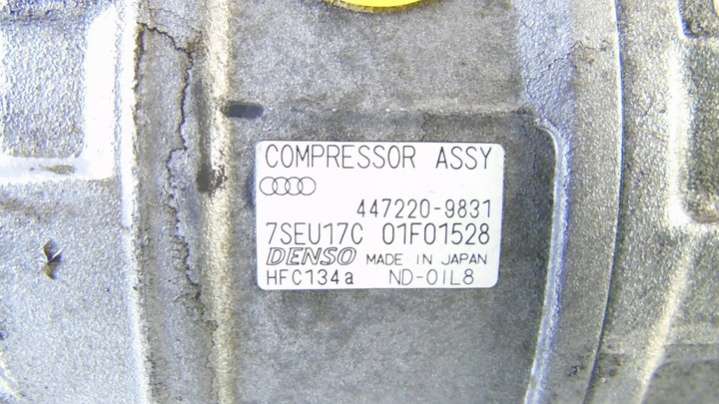 COMPRESSOR ASSY
447220-9831
7SEU17C 01F01528
DENSO MADE IN JAPAN
HFC134a ND-OIL8